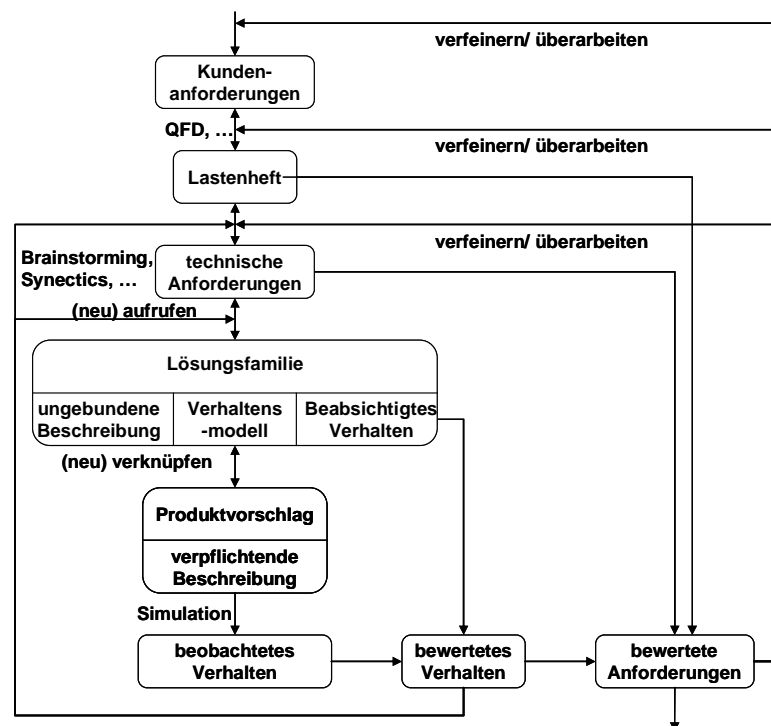 verfeinern/ überarbeiten
Kunden-
anforderungen
QFD, ...
verfeinern/ überarbeiten
Lastenheft
verfeinern/ überarbeiten
Brainstorming,
Synectics, ...
technische
Anforderungen
(neu) aufrufen
Lösungsfamilie
ungebundene
Beschreibung
Verhaltens
-modell
Beabsichtigtes
Verhalten
(neu) verknüpfen
Produktvorschlag
verpflichtende
Beschreibung
Simulation
beobachtetes
Verhalten
bewertetes
Verhalten
bewertete
Anforderungen